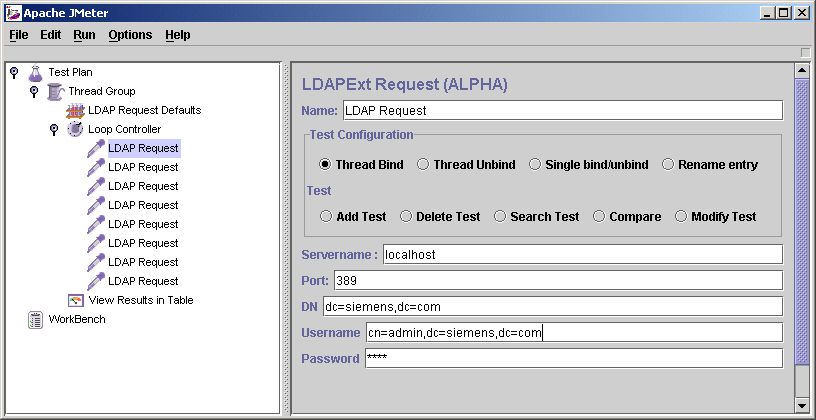 Apache JMeter
File Edit Run Options Help
Test Plan
Thread Group
LDAP Request Defaults
Loop Controller
LDAP Request
LDAP Request
LDAP Request
LDAP Request
LDAP Request
LDAP Request
LDAP Request
LDAP Request
View Results in Table
WorkBench
LDAPExt Request (ALPHA)
Name: LDAP Request
Test Configuration
Thread Bind Thread Unbind Single bind/unbind Rename entry
Test
Add Test Delete Test Search Test Compare Modify Test
Servername : localhost
Port: 389
DN dc=siemens,dc=com
Username cn=admin,dc=siemens,dc=com
Password ****